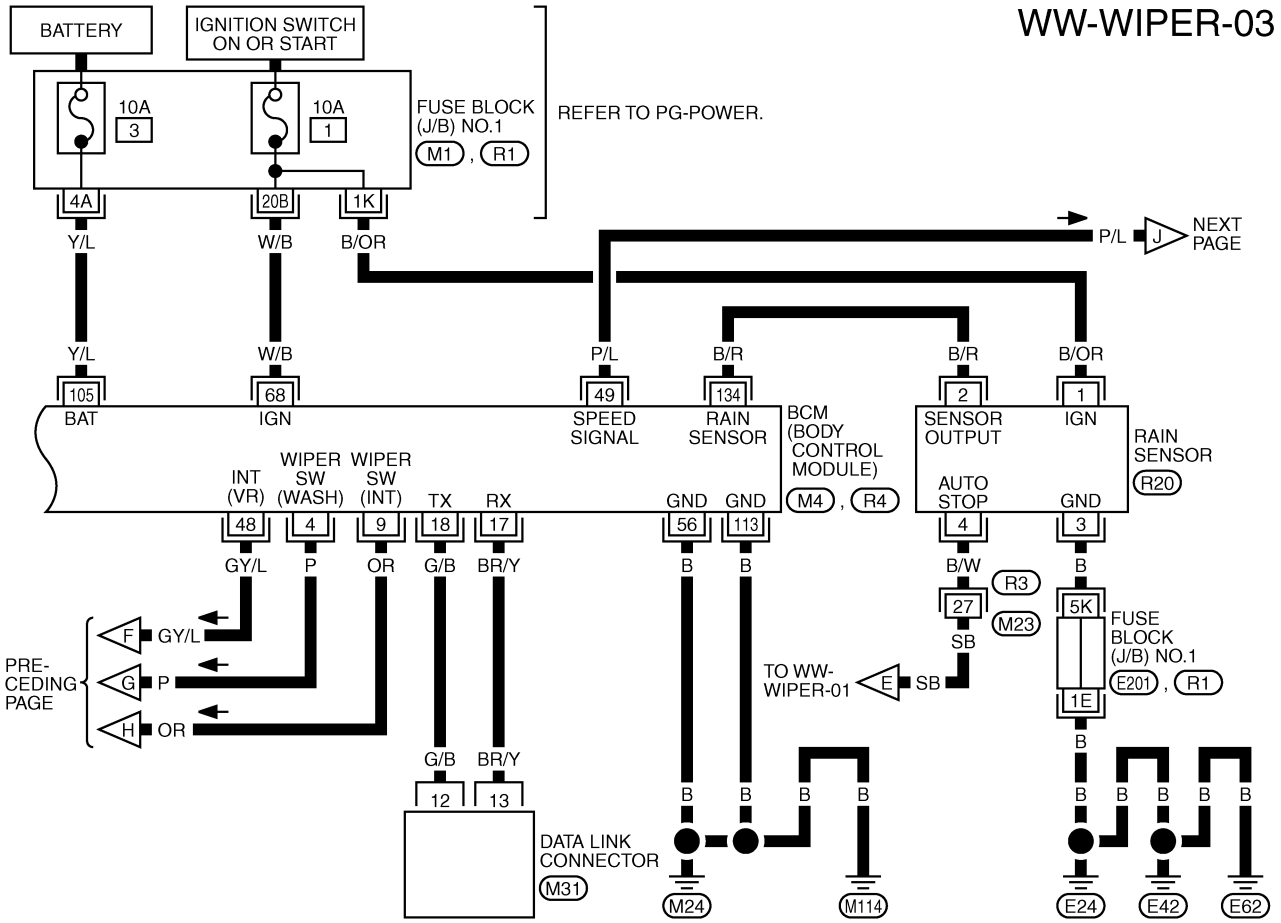 WW-WIPER-03
BATTERY
IGNITION SWITCH
ON OR START
10A
3
10A
1
FUSE BLOCK
(J/B) NO.1
M1 , R1
REFER TO PG-POWER.
4A
20B
1K
Y/L
W/B
B/OR
P/L
J
NEXT
PAGE
Y/L
W/B
P/L
B/R
B/R
B/OR
105
68
49
134
2
1
BAT
IGN
SPEED
SIGNAL
RAIN
SENSOR
BCM
(BODY
CONTROL
MODULE)
M4 , R4
SENSOR
OUTPUT
IGN
RAIN
SENSOR
R20
INT
(VR)
WIPER
SW
(WASH)
WIPER
SW
(INT)
TX
RX
GND
GND
AUTO
STOP
GND
48
4
9
18
17
56
113
4
3
GY/L
P
OR
G/B
BR/Y
B
B
B/W
B
R3
27
M23
5K
FUSE
BLOCK
(J/B) NO.1
E201 , R1
1E
PRE-
CEDING
PAGE
F
GY/L
G
P
H
OR
TO WW-
WIPER-01
E
SB
SB
B
G/B
BR/Y
12
13
DATA LINK
CONNECTOR
M31
B
B
B
B
B
B
B
B
B
M24
M114
E24
E42
E62